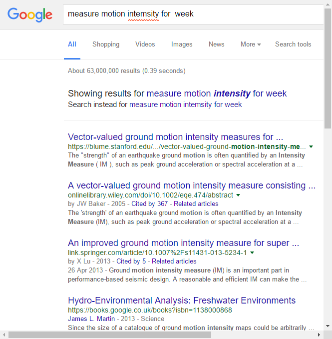 Google
measure motion intemsity for week
All Shopping Videos Images News More Search tools
About 63,000,000 results (0.39 seconds)
Showing results for measure motion intensity for week
Search instead for measure motion intemsity for week
Vector-valued ground motion intensity measures for ...
https://blume.stanford.edu/.../vector-valued-ground-motion-intensity-me...
The "strength" of an earthquake ground motion is often quantified by an Intensity
Measure ( IM ), such as peak ground acceleration or spectral acceleration at a ...
A vector-valued ground motion intensity measure consisting ...
onlinelibrary.wiley.com/doi/10.1002/eqe.474/abstract
by JW Baker - 2005 - Cited by 367 - Related articles
The 'strength' of an earthquake ground motion is often quantified by an Intensity
Measure (IM), such as peak ground acceleration or spectral acceleration at a ...
An improved ground motion intensity measure for super ...
link.springer.com/article/10.1007%2Fs11431-013-5234-1
by X Lu - 2013 - Cited by 5 - Related articles
26 Apr 2013 - Ground motion intensity measure (IM) is an important part in
performance-based seismic design. A reasonable and efficient IM can make the ...
Hydro-Environmental Analysis: Freshwater Environments
https://books.google.co.uk/books?isbn=1138000868
James L. Martin - 2013 - Science
Since the size of a catalogue of ground motion intensity maps could be arbitrarily ...